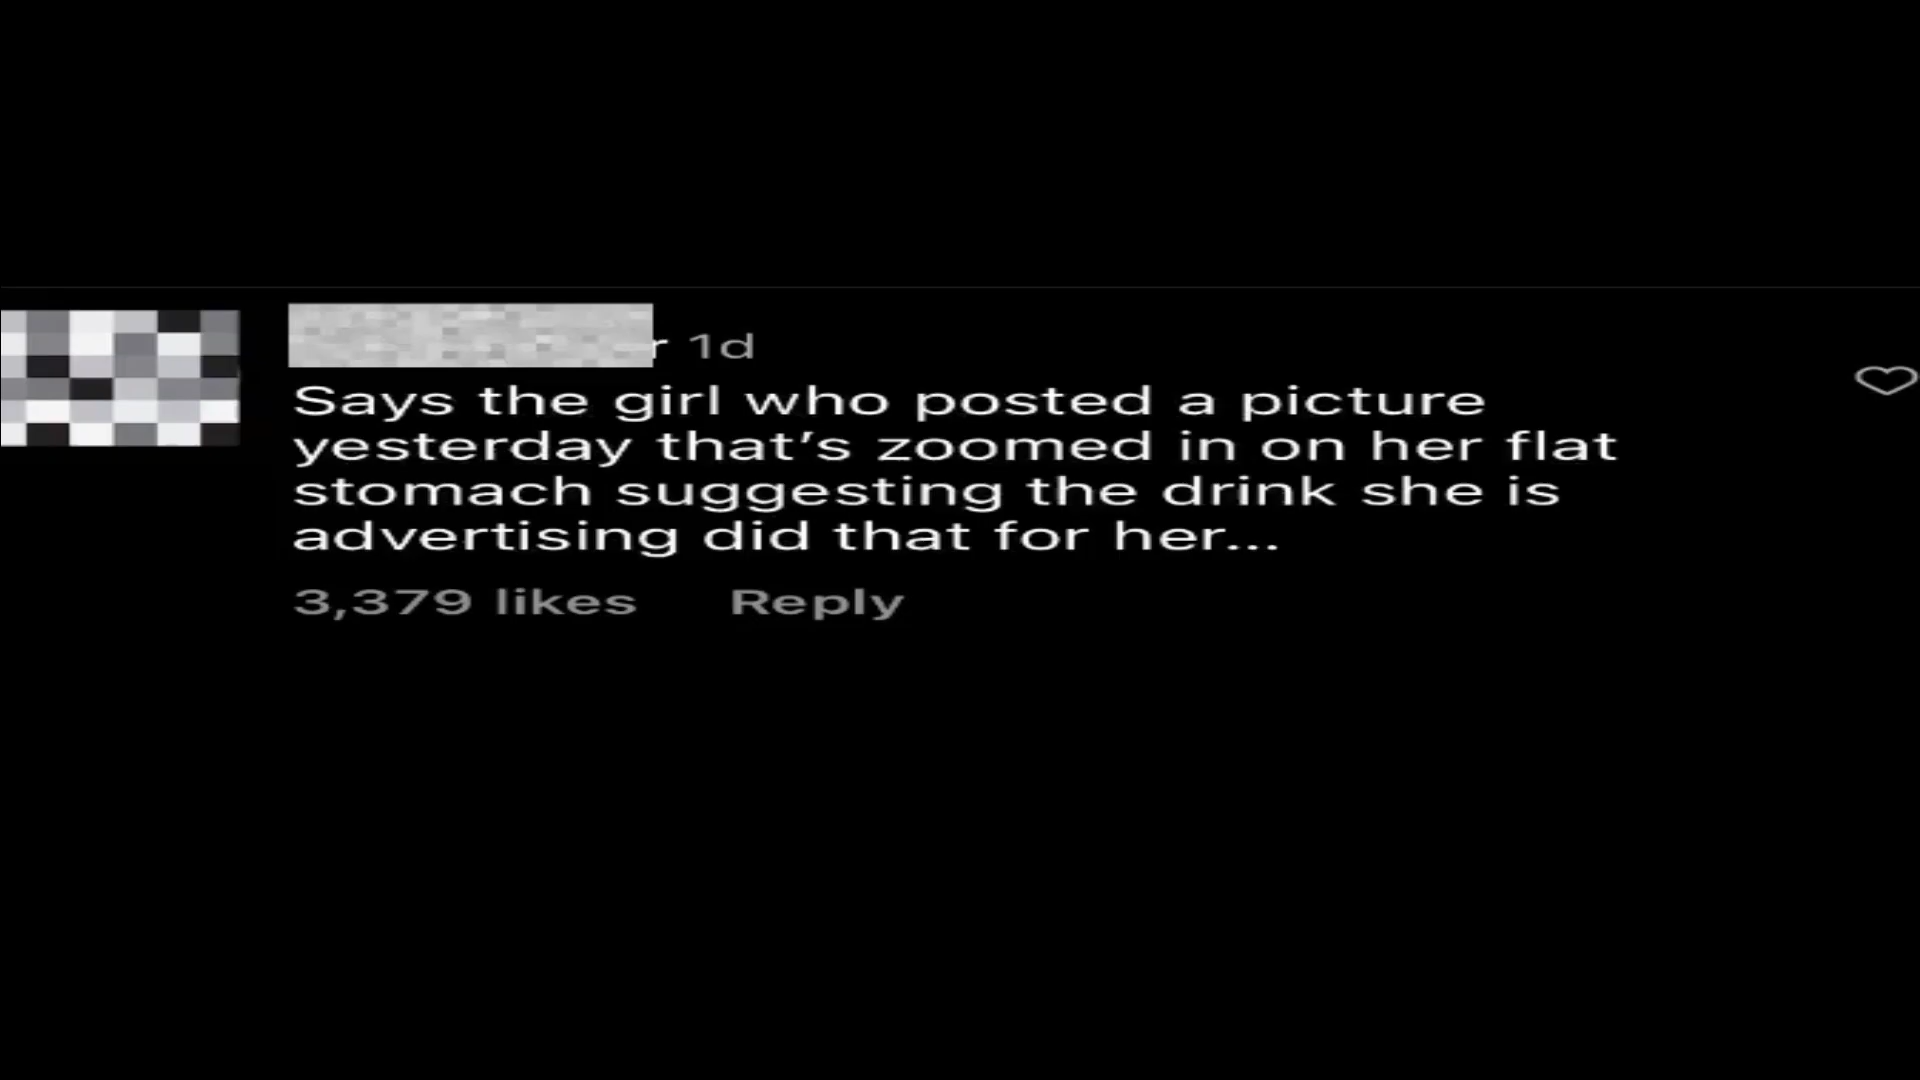 r 1d
Says the girl who posted a picture
yesterday that’s zoomed in on her flat
stomach suggesting the drink she is
advertising did that for her...
3,379 likes Reply